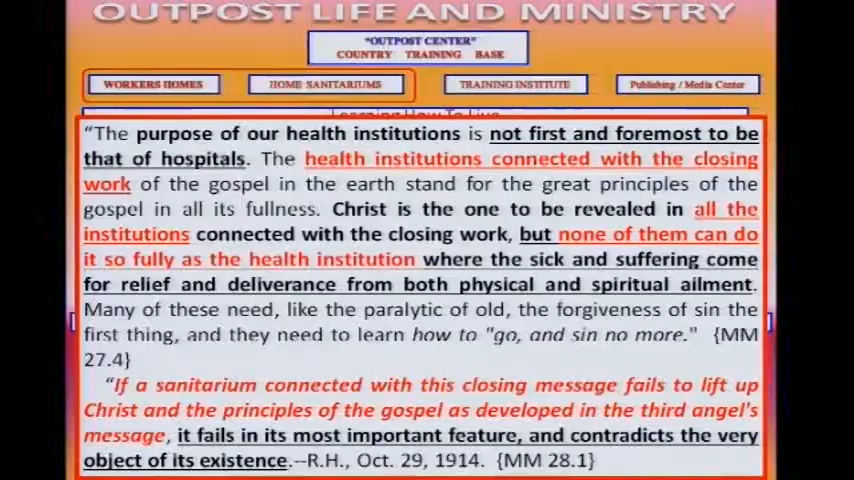 OUTPOST LIFE AND MINISTRY
"OUTPOST CENTER"
COUNTRY TRAINING BASE
WORKERS HOMES
HOME SANITARIUMS
TRAINING INSTITUTE
Publishing / Media Center
Learning How To Live
"The purpose of our health institutions is not first and foremost to be
that of hospitals. The health institutions connected with the closing
work of the gospel in the earth stand for the great principles of the
gospel in all its fullness. Christ is the one to be revealed in all the
institutions connected with the closing work, but none of them can do
it so fully as the health institution where the sick and suffering come
for relief and deliverance from both physical and spiritual ailment.
Many of these need, like the paralytic of old, the forgiveness of sin the
first thing, and they need to learn how to "go, and sin no more." {MM
27.4}
"If a sanitarium connected with this closing message fails to lift up
Christ and the principles of the gospel as developed in the third angel's
message, it fails in its most important feature, and contradicts the very
object of its existence.--R.H., Oct. 29, 1914. {MM 28.1}